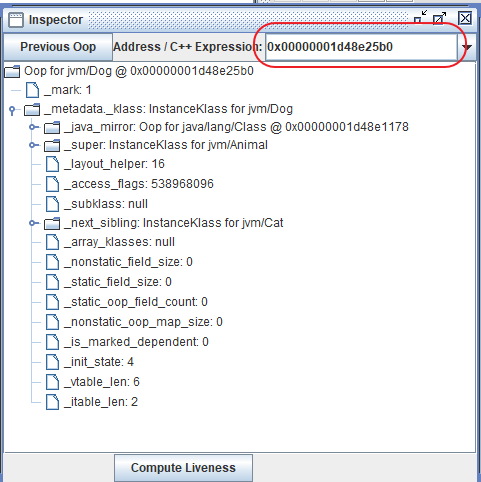 Inspector
Previous Oop Address / C++ Expression: 0x00000001d48e25b0
Oop for jvm/Dog @ 0x00000001d48e25b0
_mark: 1
_metadata._klass: InstanceKlass for jvm/Dog
_java_mirror: Oop for java/lang/Class @ 0x00000001d48e1178
_super: InstanceKlass for jvm/Animal
_layout_helper: 16
_access_flags: 538968096
_subklass: null
_next_sibling: InstanceKlass for jvm/Cat
_array_klasses: null
_nonstatic_field_size: 0
_static_field_size: 0
_static_oop_field_count: 0
_nonstatic_oop_map_size: 0
_is_marked_dependent: 0
_init_state: 4
_vtable_len: 6
_itable_len: 2
Compute Liveness